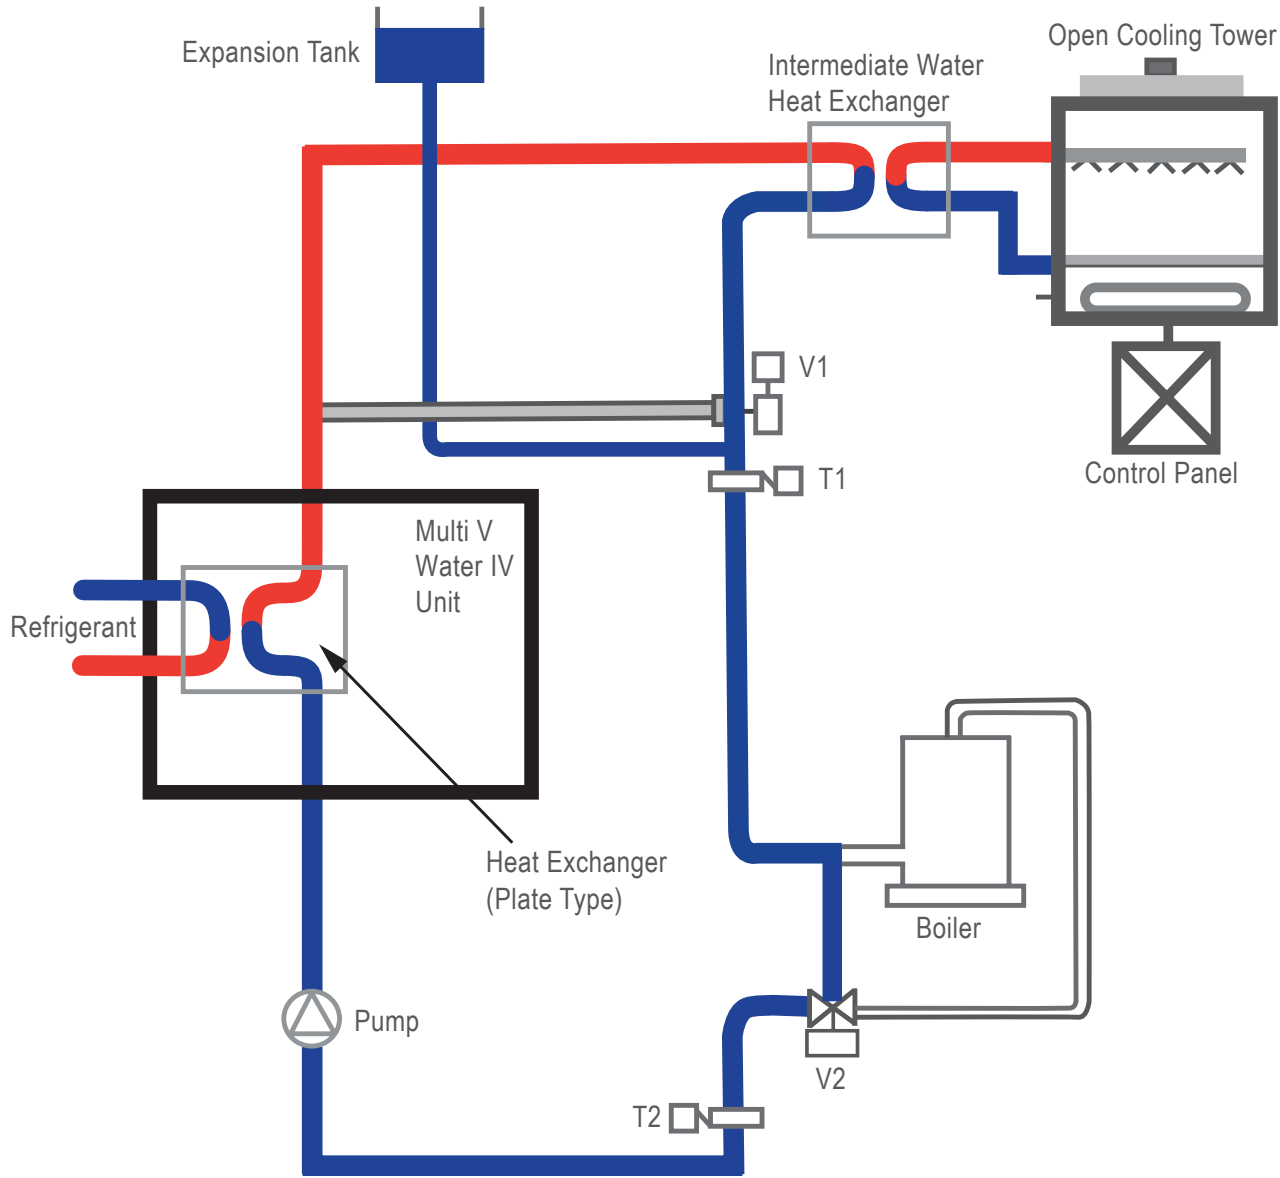 Open Cooling Tower
Expansion Tank
Intermediate Water
Heat Exchanger
V1
Control Panel
T1
Multi V
Water IV
Unit
Refrigerant
Heat Exchanger
(Plate Type)
Boiler
Pump
V2
T2